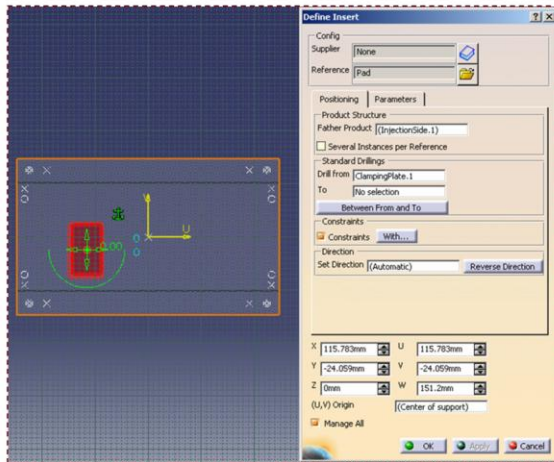 Define Insert
Config
Supplier None
Reference Pad
Positioning Parameters
Product Structure
Father Product (InjectionSide.1)
Several Instances per Reference
Standard Drillings
Drill from ClampingPlate.1
To No selection
Between From and To
Constraints
Constraints With...
Direction
Set Direction (Automatic) Reverse Direction
V
U
0
0
X 115.783mm U 115.783mm
Y -24.059mm V -24.059mm
Z 0mm W 151.2mm
(U,V) Origin (Center of support)
Manage All
OK Apply Cancel